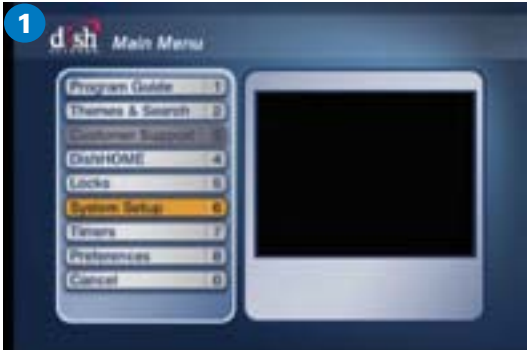 1
dish Main Menu
Program Guide 1
Themes & Search 2
Customer Support 3
DishHOME 4
Locks 5
System Setup 6
Timers 7
Preferences 8
Cancel 0